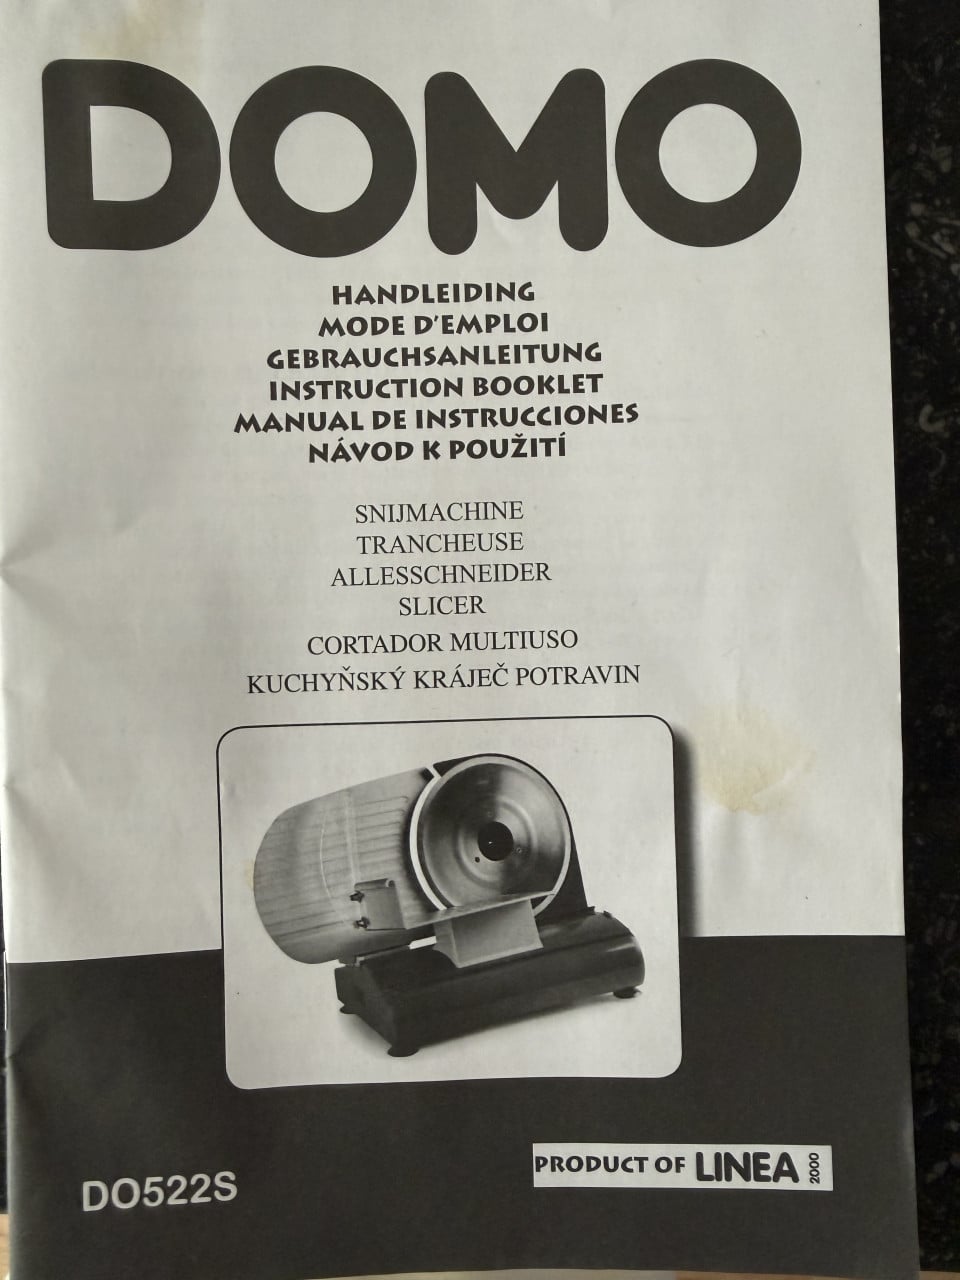 DOMO
HANDLEIDING
MODE D'EMPLOI
GEBRAUCHSANLEITUNG
INSTRUCTION BOOKLET
MANUAL DE INSTRUCCIONES
NÁVOD K POUŽITÍ
SNIJMACHINE
TRANCHEUSE
ALLESSCHNEIDER
SLICER
CORTADOR MULTIUSO
KUCHYŇSKÝ KRÁJEČ POTRAVIN
DO522S
PRODUCT OF LINEA 2000